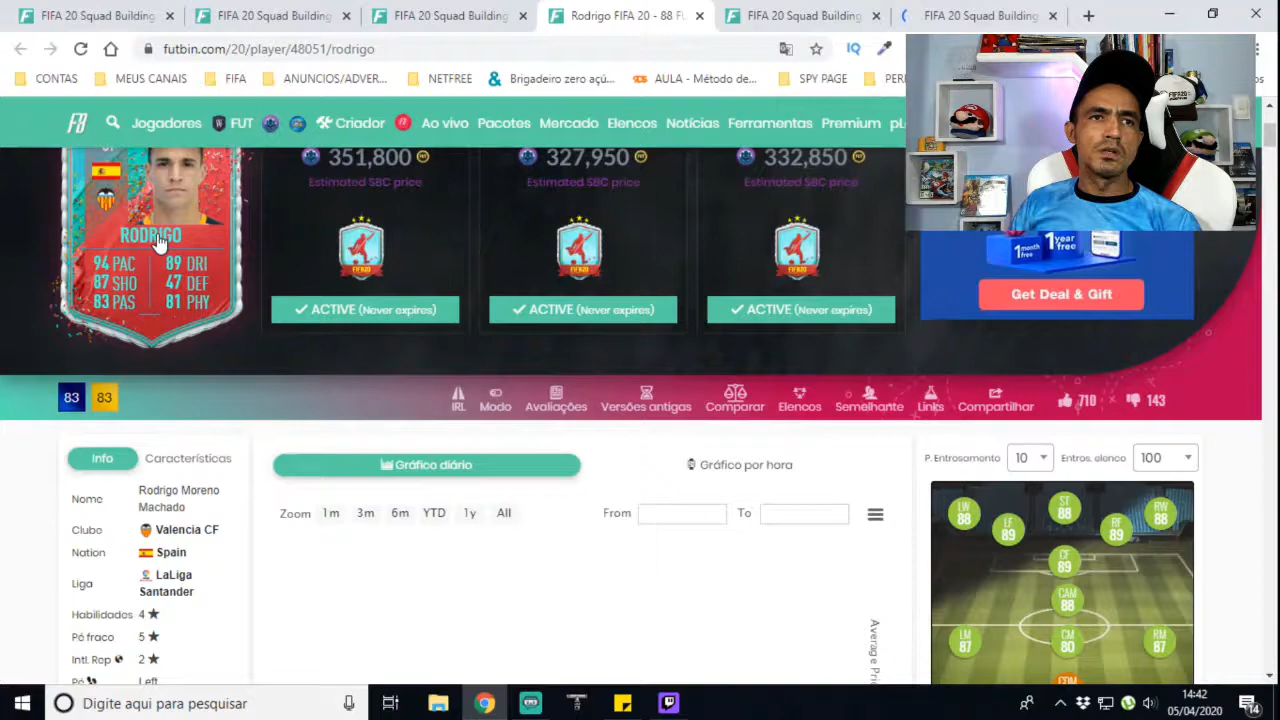 FIFA 20 Squad Building
FIFA 20 Squad Building
FIFA 20 Squad Building
Rodrigo FIFA 20 - 88 FU
FIFA 20 Squad Building
FIFA 20 Squad Building
futbin.com/20/player/48051/rodrigo
IQ
CONTAS
MEUS CANAIS
FIFA
ANUNCIOS/ADVER...
NETFREE
Brigadeiro zero açú...
AULA - Método de...
SPY PAGE
Jogadores
FUT
Criador
Ao vivo
Pacotes
Mercado
Elencos
Notícias
Ferramentas
Premium
351,800
327,950
332,850
Estimated SBC price
Estimated SBC price
Estimated SBC price
RODRIGO
94 PAC
89 DRI
87 SHO
47 DEF
83 PAS
81 PHY
FIFA20
FIFA20
FIFA20
ACTIVE (Never expires)
ACTIVE (Never expires)
ACTIVE (Never expires)
1 month free
1 year free
Get Deal & Gift
83
83
IRL
Modo
Avaliações
Versões antigas
Comparar
Elencos
Semelhante
Links
Compartilhar
710
143
Info
Características
Gráfico diário
Gráfico por hora
P. Entrosamento
10
Entros. elenco
100
Nome
Rodrigo Moreno
Machado
Clube
Valencia CF
Nation
Spain
Liga
LaLiga
Santander
Habilidades
4
Pé fraco
5
Intl. Rep
2
Pé
Left
Zoom
1m
3m
6m
YTD
1y
All
From
To
LW
88
ST
88
RW
88
LF
89
RF
89
CF
89
CAM
88
LM
87
CM
80
RM
87
CDM
Digite aqui para pesquisar
14:42
05/04/2020
14